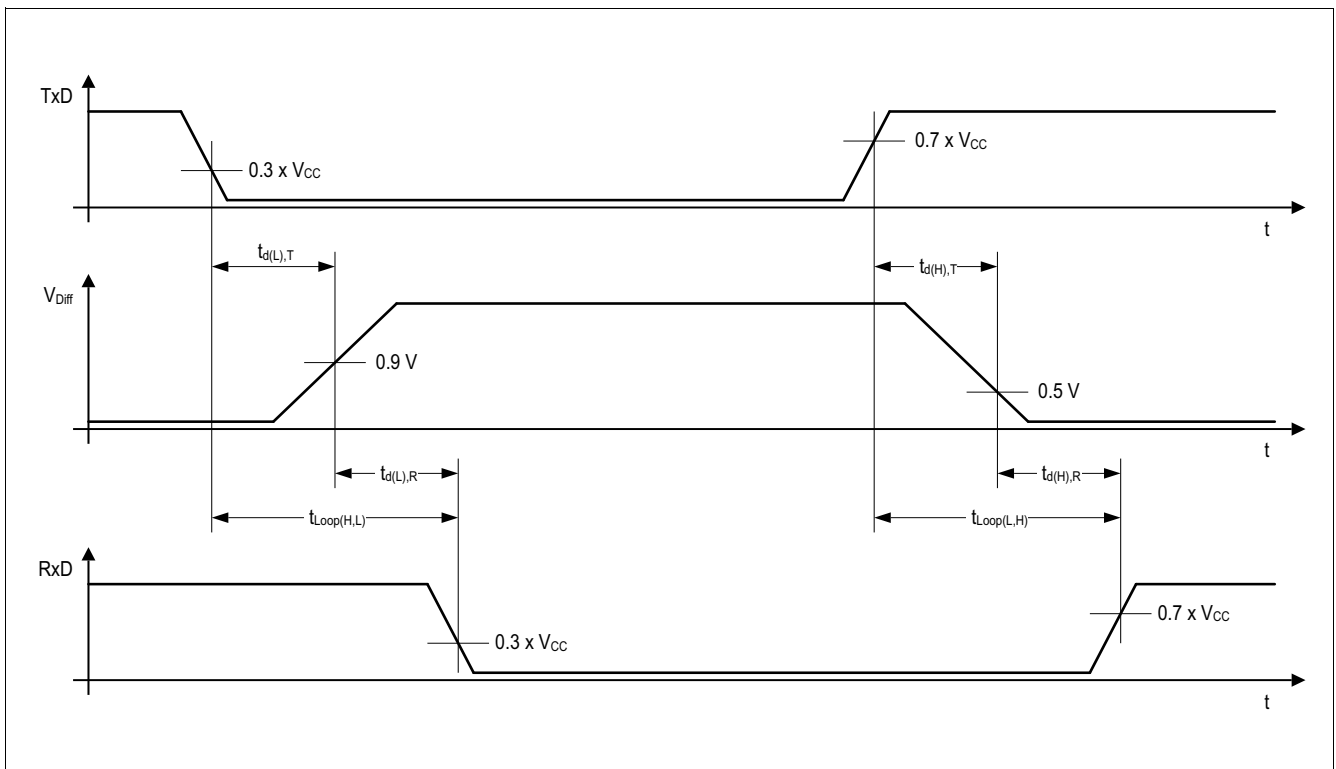 TxD
0.3 x VCC
0.7 x VCC
t
td(L),T
td(H),T
VDiff
0.9 V
0.5 V
t
td(L),R
td(H),R
tLoop(H,L)
tLoop(L,H)
RxD
0.3 x VCC
0.7 x VCC
t